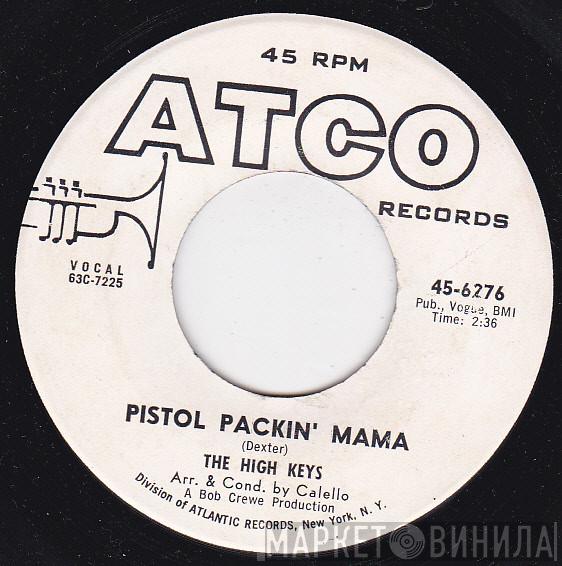 45 RPM
ATCO
RECORDS
VOCAL
63C-7225
45-6276
Pub., Vogue, BMI
Time: 2:36
PISTOL PACKIN' MAMA
(Dexter)
THE HIGH KEYS
Arr. & Cond. by Calello
A Bob Crewe Production
Division of ATLANTIC RECORDS, New York, N. Y.
МАРКЕТ ВИНИЛА